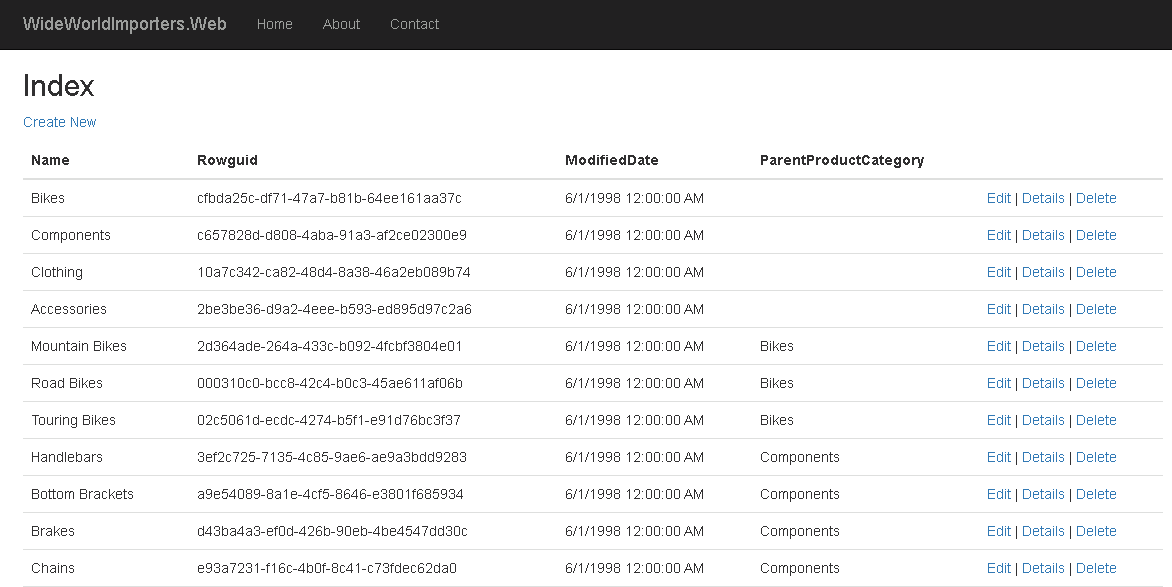 WideWorldImporters.Web Home About Contact
Index
Create New
Name Rowguid ModifiedDate ParentProductCategory
Bikes cfbda25c-df71-47a7-b81b-64ee161aa37c 6/1/1998 12:00:00 AM Edit | Details | Delete
Components c657828d-d808-4aba-91a3-af2ce02300e9 6/1/1998 12:00:00 AM Edit | Details | Delete
Clothing 10a7c342-ca82-48d4-8a38-46a2eb089b74 6/1/1998 12:00:00 AM Edit | Details | Delete
Accessories 2be3be36-d9a2-4eee-b593-ed895d97c2a6 6/1/1998 12:00:00 AM Edit | Details | Delete
Mountain Bikes 2d364ade-264a-433c-b092-4fcbf3804e01 6/1/1998 12:00:00 AM Bikes Edit | Details | Delete
Road Bikes 000310c0-bcc8-42c4-b0c3-45ae611af06b 6/1/1998 12:00:00 AM Bikes Edit | Details | Delete
Touring Bikes 02c5061d-ecdc-4274-b5f1-e91d76bc3f37 6/1/1998 12:00:00 AM Bikes Edit | Details | Delete
Handlebars 3ef2c725-7135-4c85-9ae6-ae9a3bdd9283 6/1/1998 12:00:00 AM Components Edit | Details | Delete
Bottom Brackets a9e54089-8a1e-4cf5-8646-e3801f685934 6/1/1998 12:00:00 AM Components Edit | Details | Delete
Brakes d43ba4a3-ef0d-426b-90eb-4be4547dd30c 6/1/1998 12:00:00 AM Components Edit | Details | Delete
Chains e93a7231-f16c-4b0f-8c41-c73fdec62da0 6/1/1998 12:00:00 AM Components Edit | Details | Delete